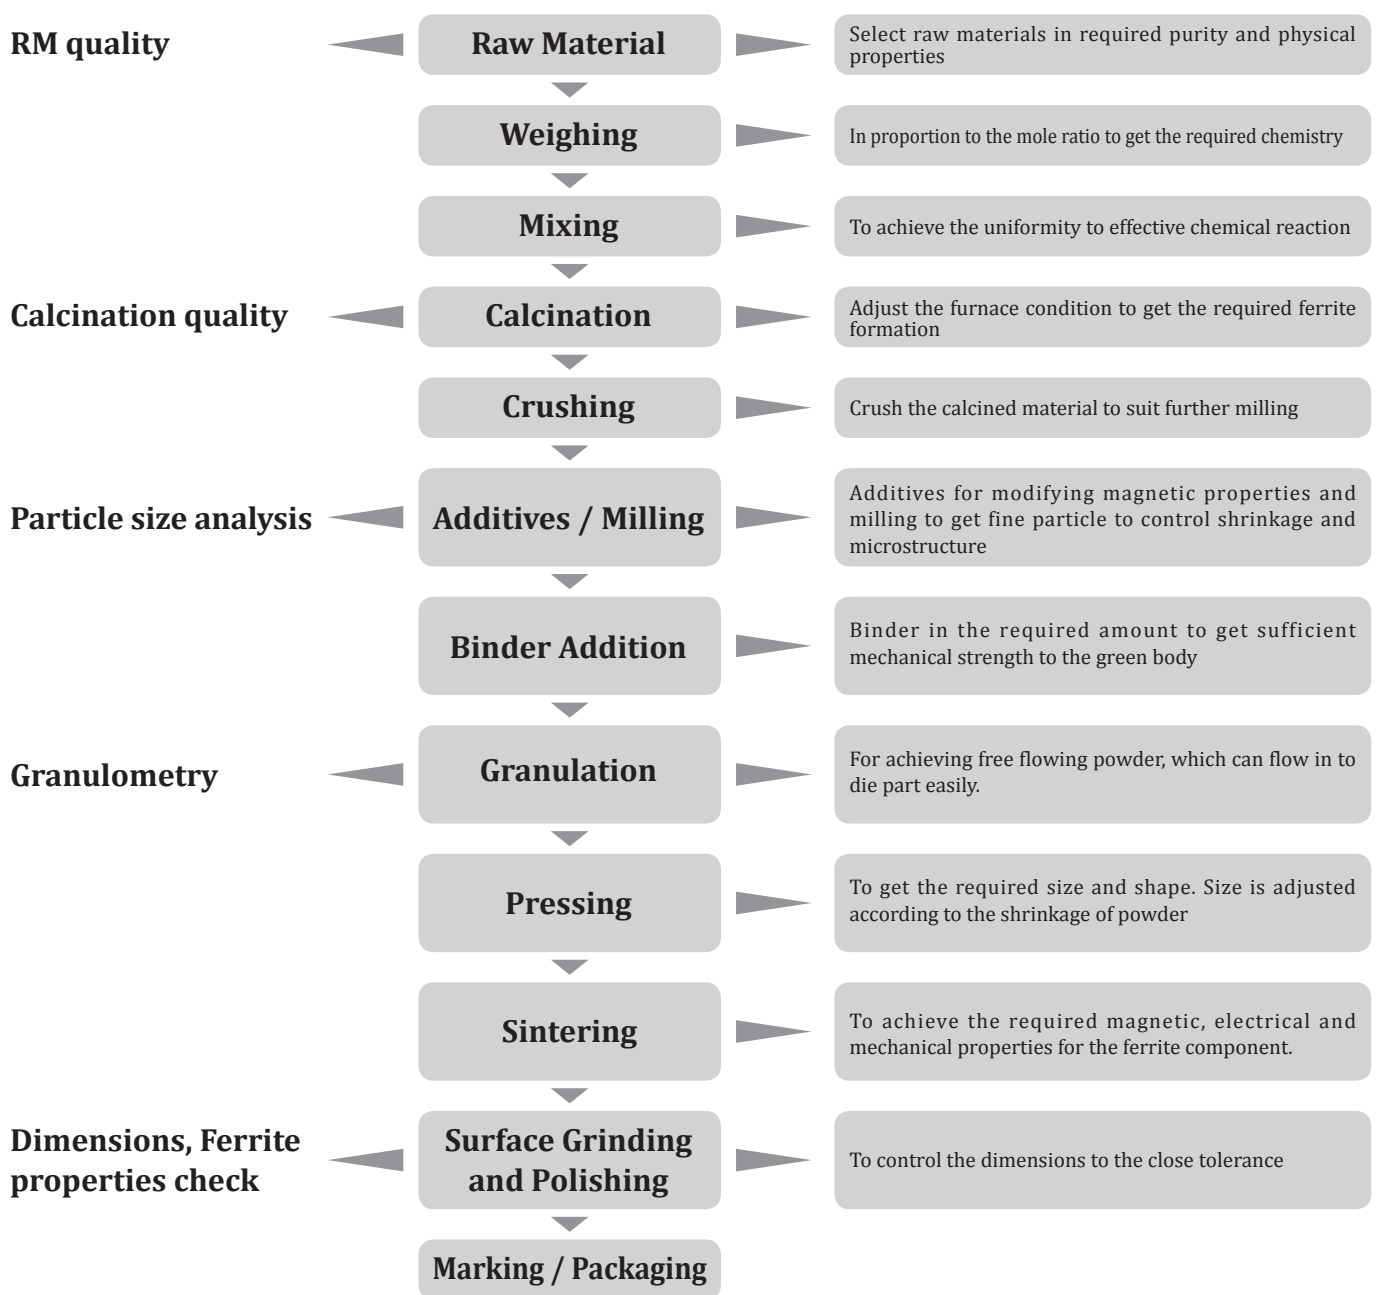 RM quality
Raw Material
Select raw materials in required purity and physical
properties
Weighing
In proportion to the mole ratio to get the required chemistry
Mixing
To achieve the uniformity to effective chemical reaction
Calcination quality
Calcination
Adjust the furnace condition to get the required ferrite
formation
Crushing
Crush the calcined material to suit further milling
Particle size analysis
Additives / Milling
Additives for modifying magnetic properties and
milling to get fine particle to control shrinkage and
microstructure
Binder Addition
Binder in the required amount to get sufficient
mechanical strength to the green body
Granulometry
Granulation
For achieving free flowing powder, which can flow in to
die part easily.
Pressing
To get the required size and shape. Size is adjusted
according to the shrinkage of powder
Sintering
To achieve the required magnetic, electrical and
mechanical properties for the ferrite component.
Dimensions, Ferrite
properties check
Surface Grinding
and Polishing
To control the dimensions to the close tolerance
Marking / Packaging